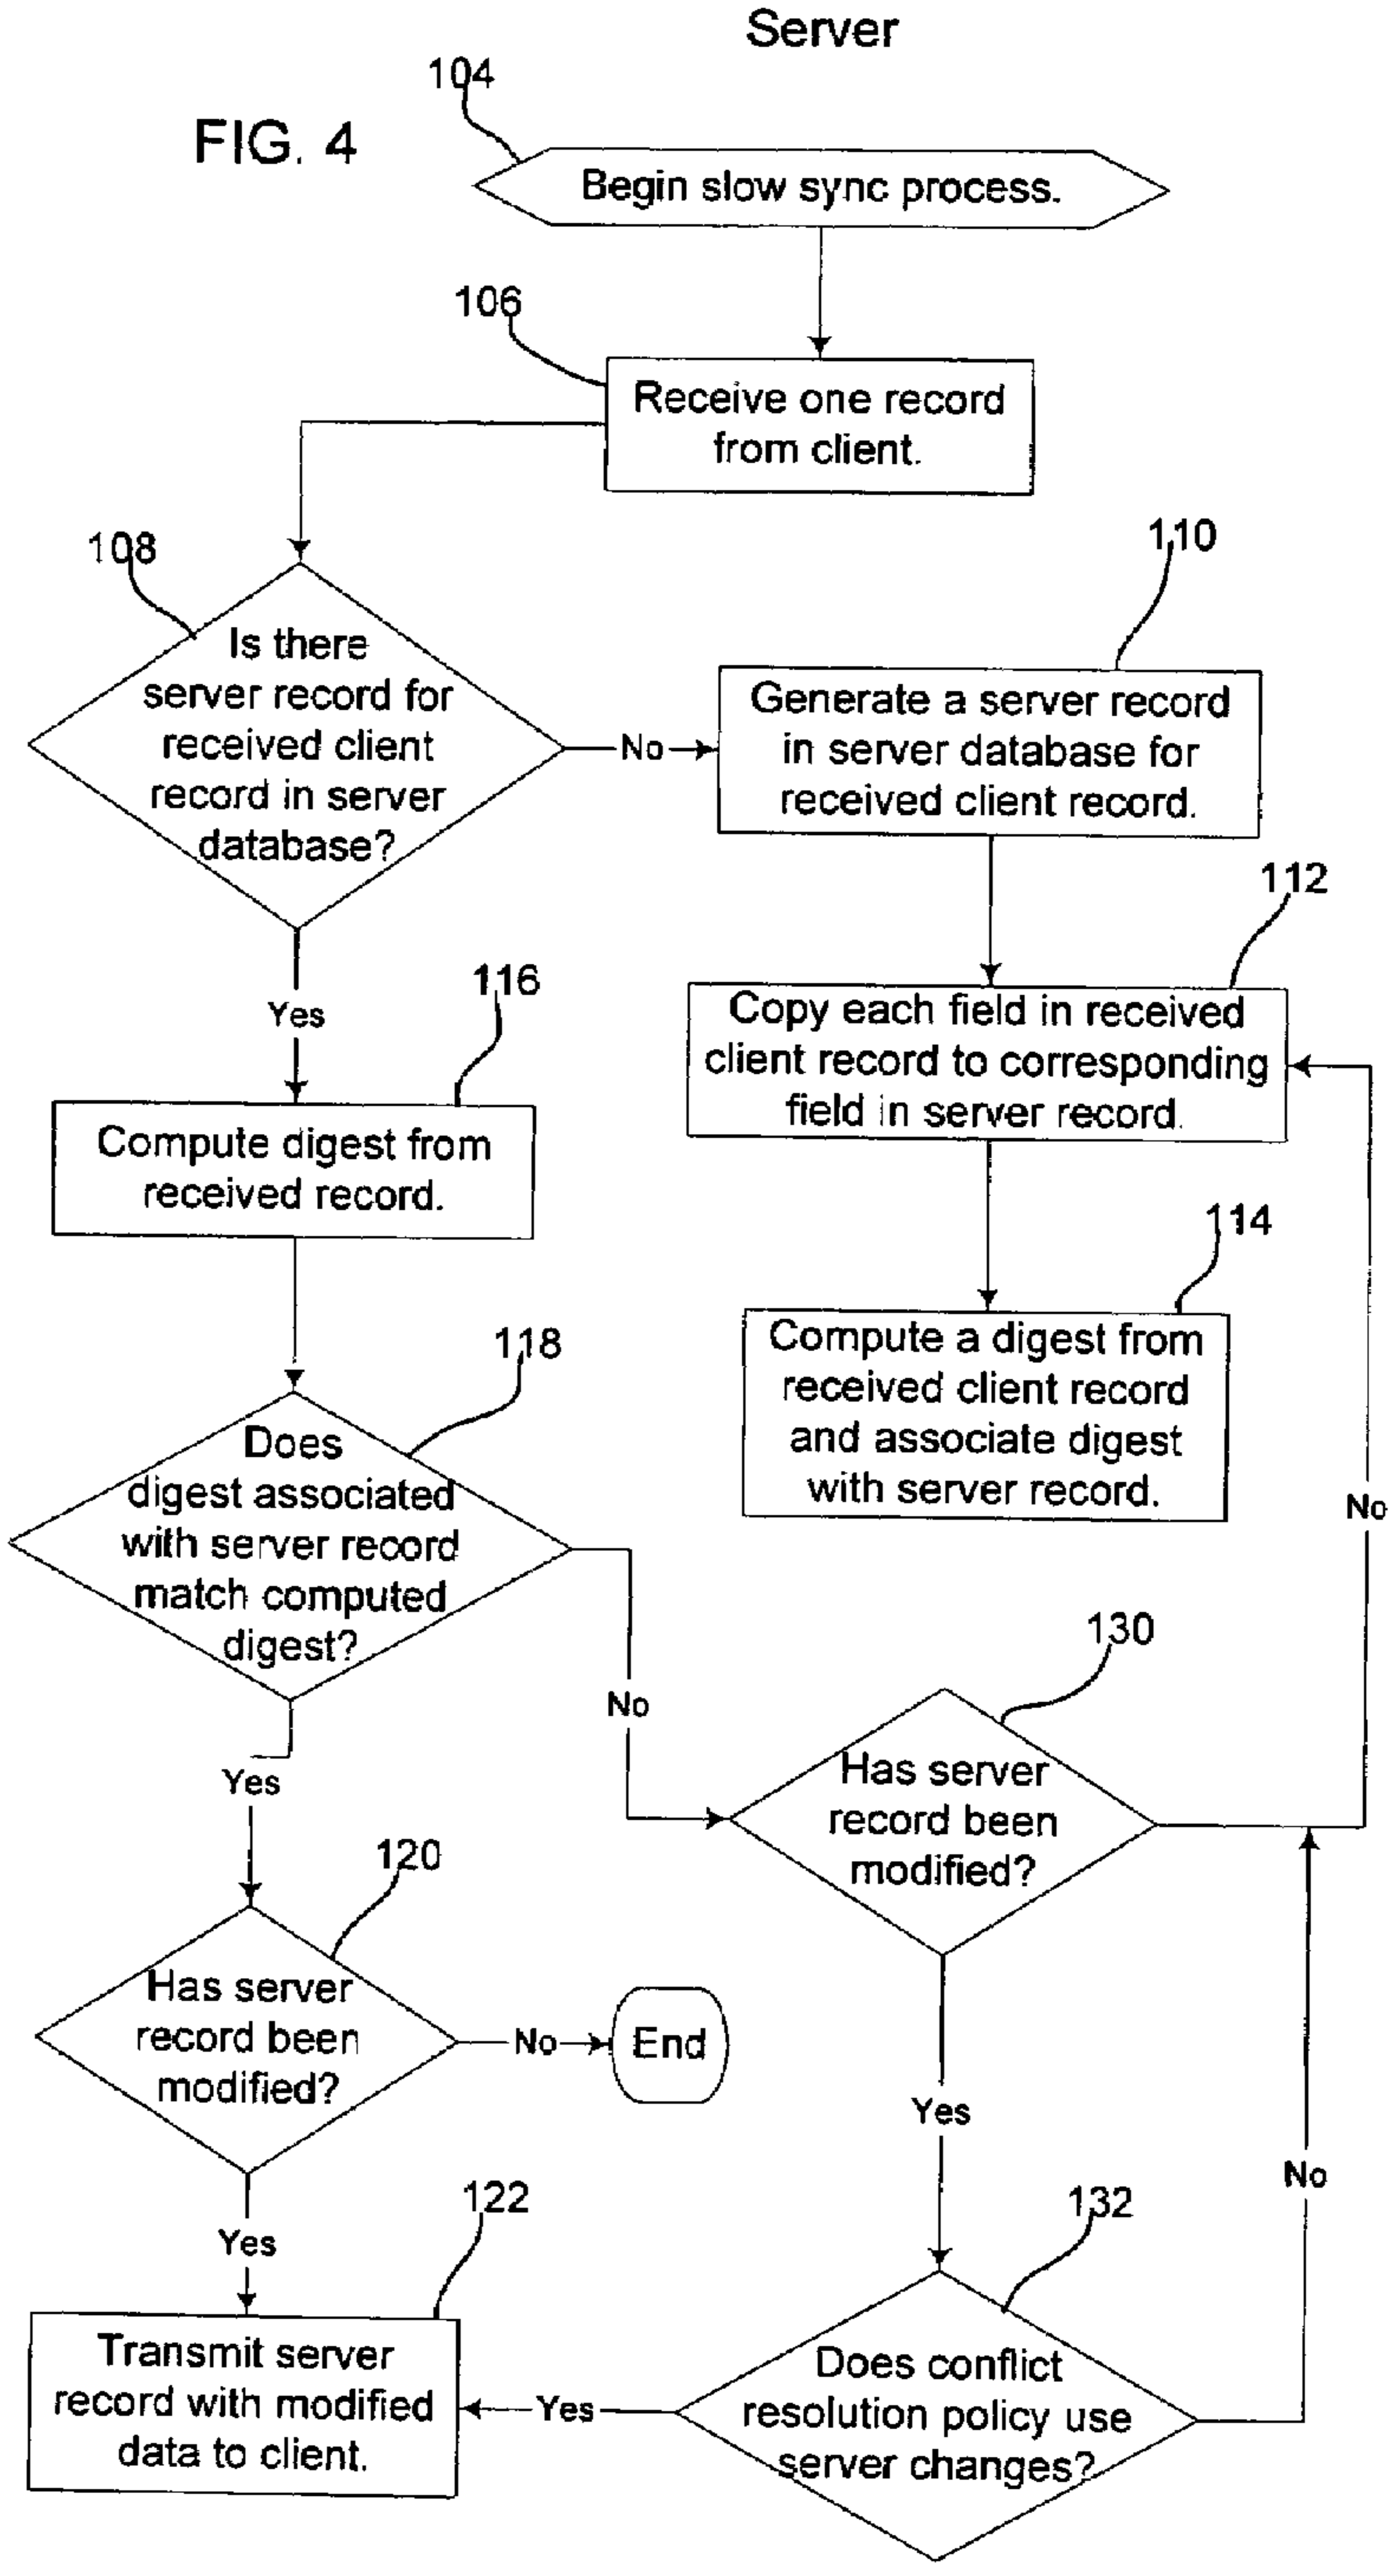 Server
104
FIG. 4
Begin slow sync process.
106
Receive one record
from client.
108
Is there
server record for
received client
record in server
database?
No
110
Generate a server record
in server database for
received client record.
112
Copy each field in received
client record to corresponding
field in server record.
Yes
116
Compute digest from
received record.
114
Compute a digest from
received client record
and associate digest
with server record.
118
Does
digest associated
with server record
match computed
digest?
No
No
130
Has server
record been
modified?
Yes
120
Has server
record been
modified?
No
End
Yes
No
Yes
122
Transmit server
record with modified
data to client.
132
Does conflict
resolution policy use
server changes?
Yes